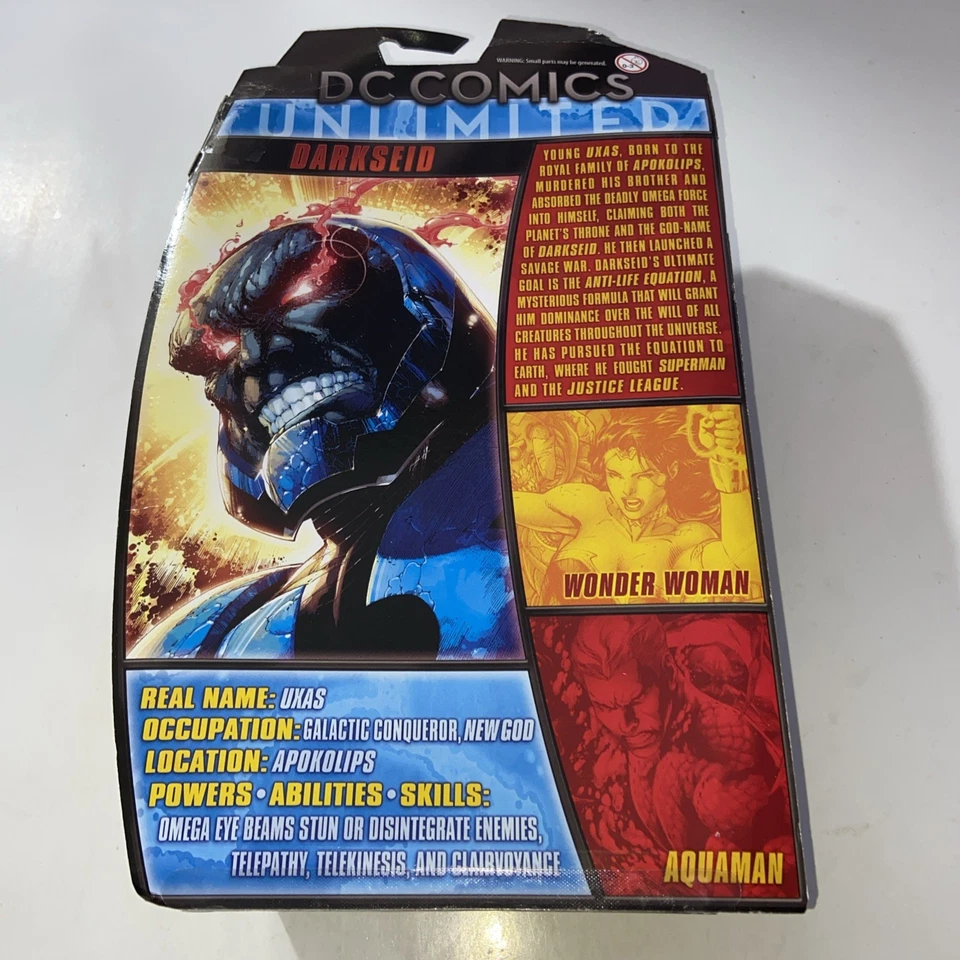 WARNING: Small parts may be generated.
0-3
DC COMICS
UNLIMITED
DARKSEID
YOUNG UXAS, BORN TO THE
ROYAL FAMILY OF APOKOLIPS,
MURDERED HIS BROTHER AND
ABSORBED THE DEADLY OMEGA FORCE
INTO HIMSELF, CLAIMING BOTH THE
PLANET'S THRONE AND THE GOD-NAME
OF DARKSEID. HE THEN LAUNCHED A
SAVAGE WAR. DARKSEID'S ULTIMATE
GOAL IS THE ANTI-LIFE EQUATION, A
MYSTERIOUS FORMULA THAT WILL GRANT
HIM DOMINANCE OVER THE WILL OF ALL
CREATURES THROUGHOUT THE UNIVERSE.
HE HAS PURSUED THE EQUATION TO
EARTH, WHERE HE FOUGHT SUPERMAN
AND THE JUSTICE LEAGUE.
WONDER WOMAN
AQUAMAN
REAL NAME: UXAS
OCCUPATION: GALACTIC CONQUEROR, NEW GOD
LOCATION: APOKOLIPS
POWERS • ABILITIES • SKILLS:
OMEGA EYE BEAMS STUN OR DISINTEGRATE ENEMIES,
TELEPATHY, TELEKINESIS, AND CLAIRVOYANCE